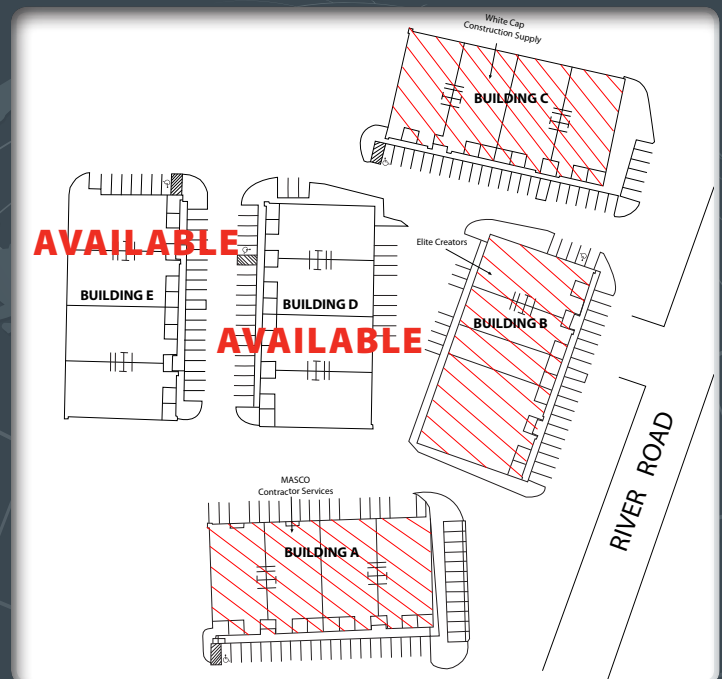 White Cap
Construction Supply
BUILDING C
AVAILABLE
Elite Creators
BUILDING E
BUILDING D
BUILDING B
AVAILABLE
RIVER ROAD
MASCO
Contractor Services
BUILDING A